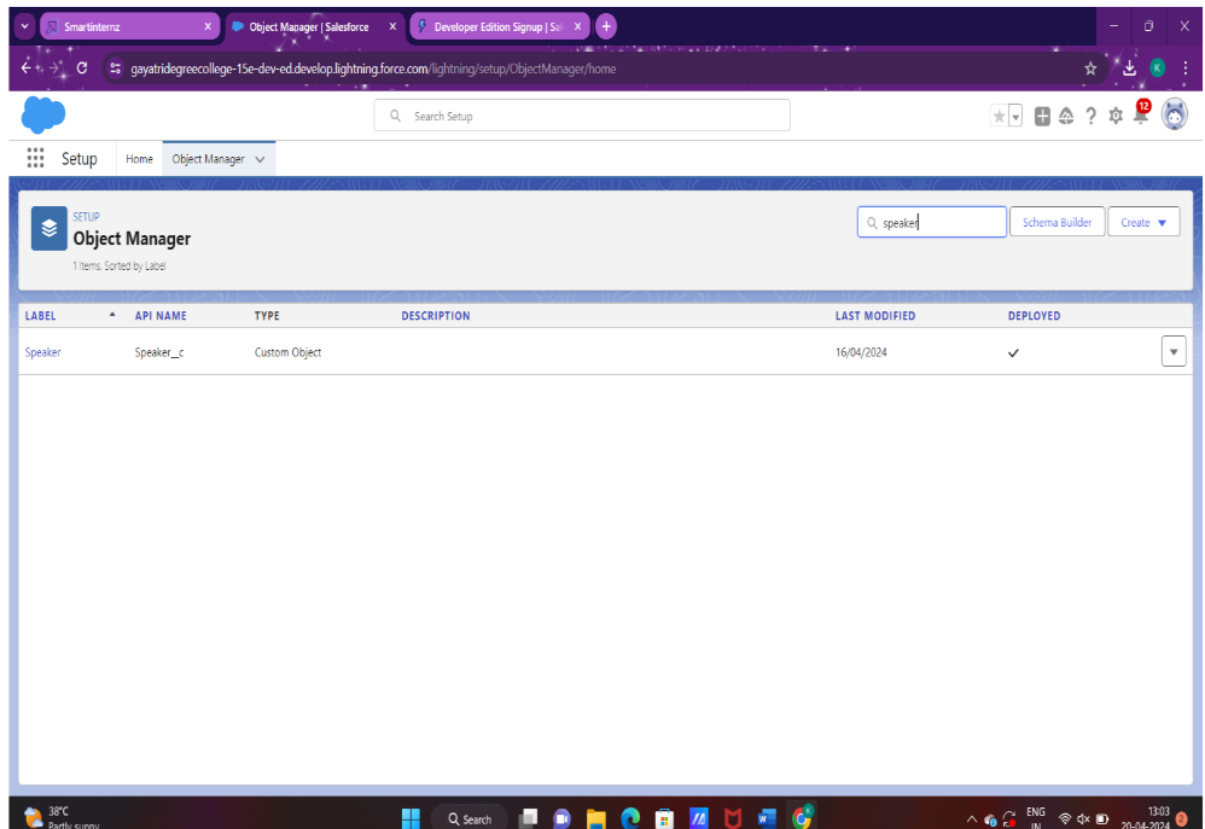 Smartinternz
Object Manager | Salesforce
Developer Edition Signup | Sal
gayatridegreecollege-15e-dev-ed.develop.lightning.force.com/lightning/setup/ObjectManager/home
K
Search Setup
12
Setup Home Object Manager
SETUP
Object Manager
1 Items, Sorted by Label
speaker
Schema Builder
Create
LABEL API NAME TYPE DESCRIPTION LAST MODIFIED DEPLOYED
Speaker Speaker__c Custom Object 16/04/2024
38°C
Partly sunny
Search
ENG
IN
13:03
20-04-2024
2